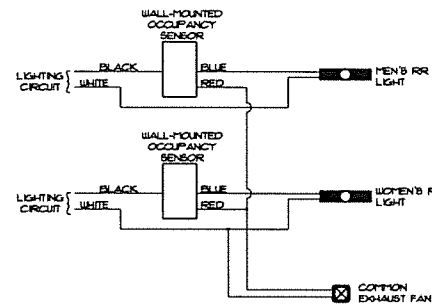 WALL-MOUNTED
OCCUPANCY
SENSOR
BLACK
BLUE
LIGHTING
CIRCUIT
WHITE
RED
MEN'S RR
LIGHT
WALL-MOUNTED
OCCUPANCY
SENSOR
BLACK
BLUE
LIGHTING
CIRCUIT
WHITE
RED
WOMEN'S R
LIGHT
COMMON
EXHAUST FAN